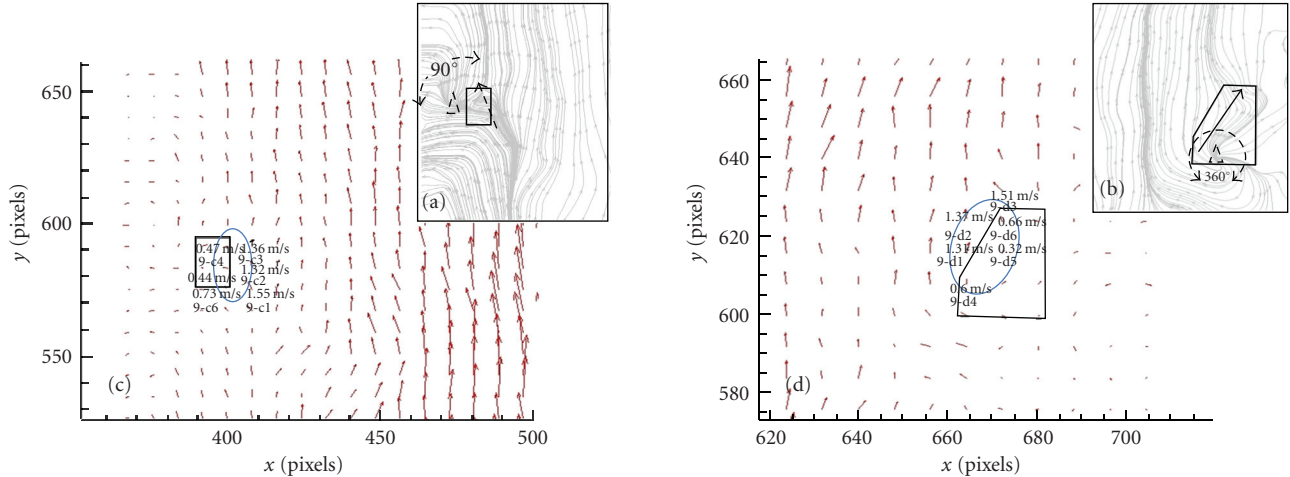 90°
(a)
650
600
550
y (pixels)
0.47 m/s 1.36 m/s
9-c4 9-c3
1.32 m/s
0.44 m/s 9-c2
0.73 m/s 1.55 m/s
9-c6 9-c1
(c)
400
450
500
x (pixels)
360°
(b)
660
640
620
600
580
y (pixels)
1.51 m/s
9-d3
1.37 m/s 0.66 m/s
9-d2 9-d6
1.31 m/s 0.32 m/s
9-d1 9-d5
0.6 m/s
9-d4
(d)
620
640
660
680
700
x (pixels)